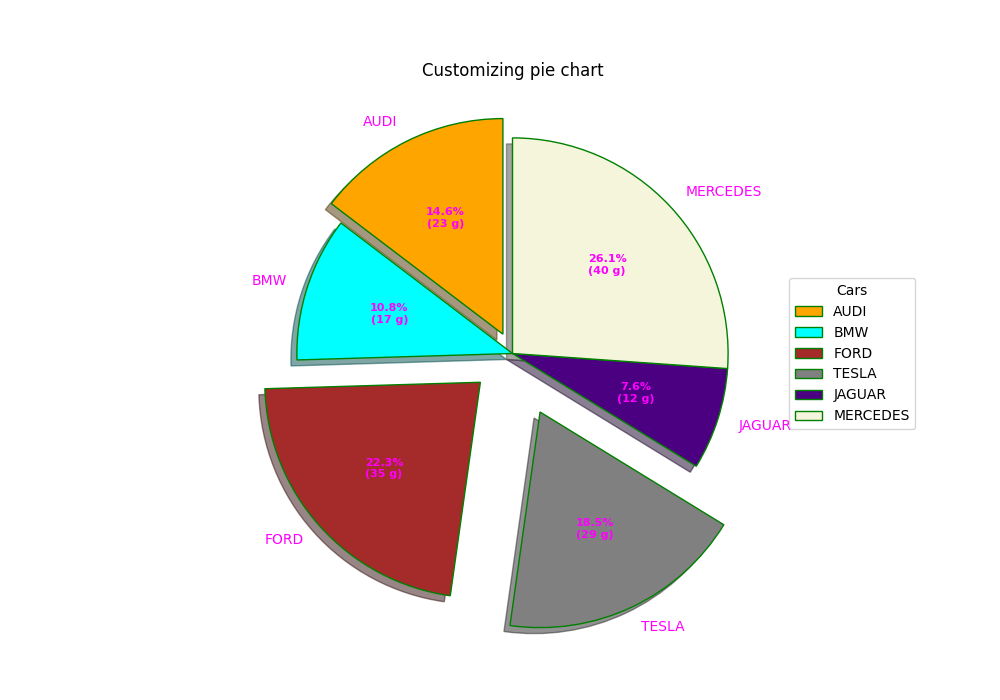 Customizing pie chart
AUDI
14.6%
(23 g)
MERCEDES
26.1%
(40 g)
BMW
10.8%
(17 g)
Cars
AUDI
BMW
FORD
TESLA
JAGUAR
MERCEDES
7.6%
(12 g)
JAGUAR
22.3%
(35 g)
FORD
18.5%
(29 g)
TESLA